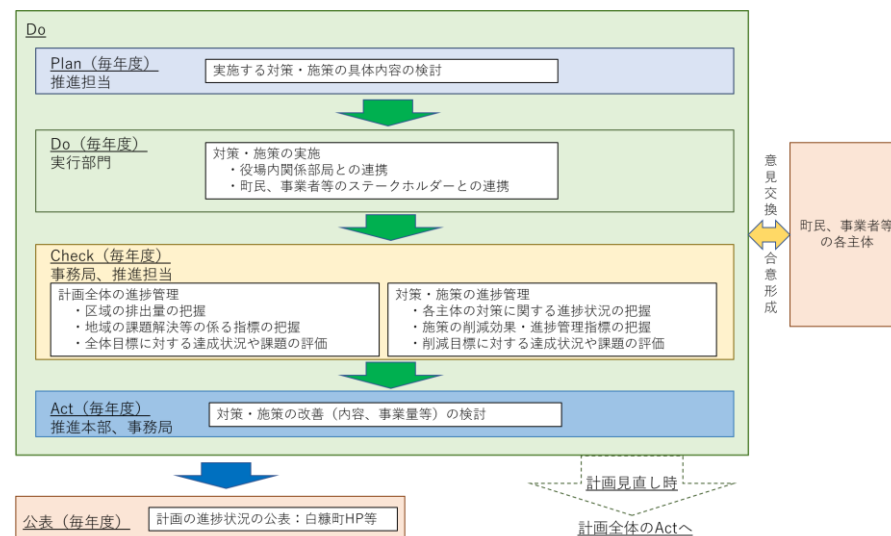 Do
Plan（毎年度）
推進担当
実施する対策・施策の具体内容の検討
Do（毎年度）
実行部門
対策・施策の実施
・役場内関係部局との連携
・町民、事業者等のステークホルダーとの連携
Check（毎年度）
事務局、推進担当
計画全体の進捗管理
・区域の排出量の把握
・地域の課題解決等の係る指標の把握
・全体目標に対する達成状況や課題の評価
対策・施策の進捗管理
・各主体の対策に関する進捗状況の把握
・施策の削減効果・進捗管理指標の把握
・削減目標に対する達成状況や課題の評価
Act（毎年度）
推進本部、事務局
対策・施策の改善（内容、事業量等）の検討
意見交換
合意形成
町民、事業者等
の各主体
公表（毎年度）
計画の進捗状況の公表：白糠町HP等
計画見直し時
計画全体のActへ